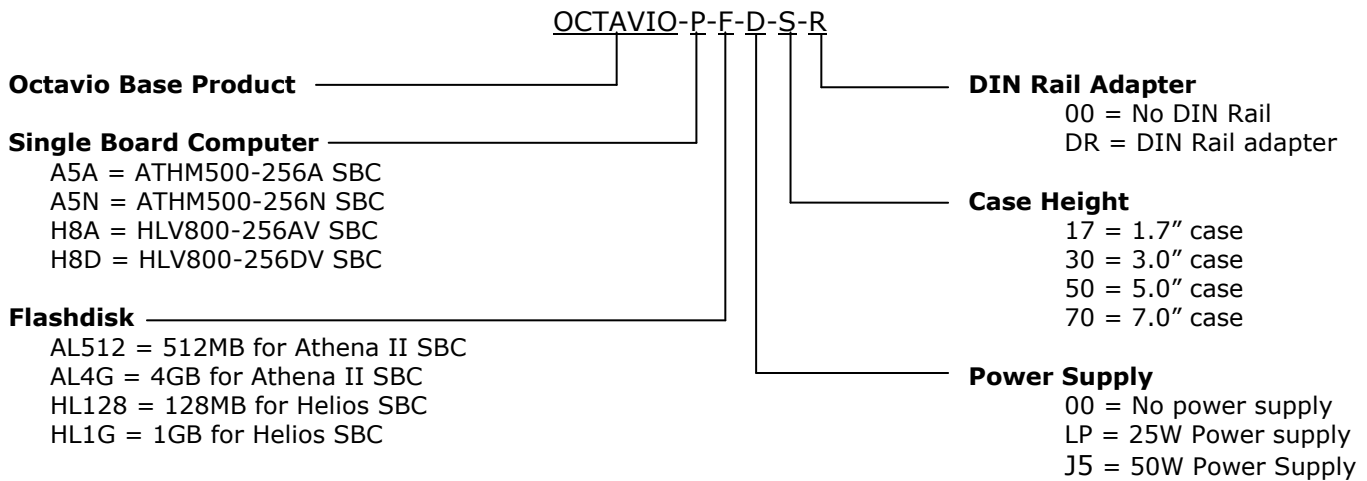 OCTAVIO-P-F-D-S-R
Octavio Base Product
Single Board Computer
A5A = ATHM500-256A SBC
A5N = ATHM500-256N SBC
H8A = HLV800-256AV SBC
H8D = HLV800-256DV SBC
Flashdisk
AL512 = 512MB for Athena II SBC
AL4G = 4GB for Athena II SBC
HL128 = 128MB for Helios SBC
HL1G = 1GB for Helios SBC
DIN Rail Adapter
00 = No DIN Rail
DR = DIN Rail adapter
Case Height
17 = 1.7” case
30 = 3.0” case
50 = 5.0” case
70 = 7.0” case
Power Supply
00 = No power supply
LP = 25W Power supply
J5 = 50W Power Supply